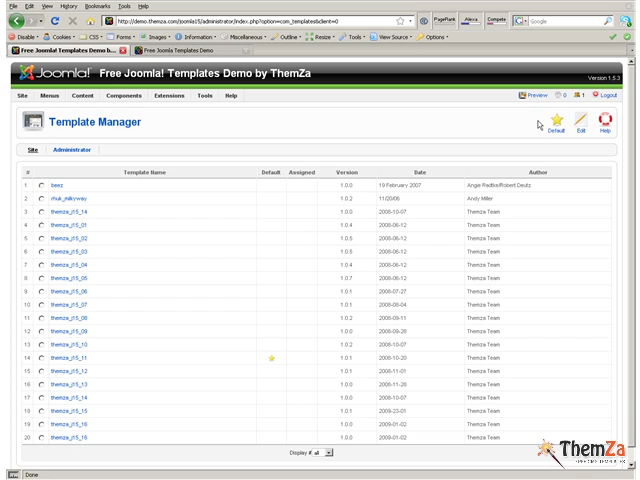 File Edit View History Bookmarks Tools Help
http://demo.themza.com/joomla15/administrator/index.php?option=com_templates&client=0
PageRank Alexa Compete Google
Disable Cookies CSS Forms Images Information Miscellaneous Outline Resize Tools View Source Options
Free Joomla! Templates Demo b... Free Joomla Templates Demo
Joomla! Free Joomla! Templates Demo by ThemZa
Version 1.5.3
Site Menus Content Components Extensions Tools Help Preview 0 1 Logout
Template Manager
Default Edit Help
Site Administrator
# Template Name Default Assigned Version Date Author
1 beez 1.0.0 19 February 2007 Angie Radtke/Robert Deutz
2 rhuk_milkyway 1.0.2 11/20/06 Andy Miller
3 themza_j15_14 1.0.0 2008-10-07 Themza Team
4 themza_j15_01 1.0.4 2008-06-12 Themza Team
5 themza_j15_02 1.0.4 2008-06-12 Themza Team
6 themza_j15_03 1.0.5 2008-06-12 Themza Team
7 themza_j15_04 1.0.4 2008-06-12 Themza Team
8 themza_j15_05 1.0.7 2008-06-12 Themza Team
9 themza_j15_06 1.0.1 2008-07-27 Themza Team
10 themza_j15_07 1.0.1 2008-08-04 Themza Team
11 themza_j15_08 1.0.2 2008-09-11 Themza Team
12 themza_j15_09 1.0.0 2008-09-28 Themza Team
13 themza_j15_10 1.0.2 2008-10-07 Themza Team
14 themza_j15_11 1.0.1 2008-10-20 Themza Team
15 themza_j15_12 1.0.1 2008-11-05 Themza Team
16 themza_j15_13 1.0.0 2008-11-28 Themza Team
17 themza_j15_14 1.0.0 2008-10-07 Themza Team
18 themza_j15_15 1.0.1 2009-23-01 Themza Team
19 themza_j15_16 1.0.0 2009-01-02 Themza Team
20 themza_j15_16 1.0.0 2009-01-02 Themza Team
Display # all
ThemZa
Done